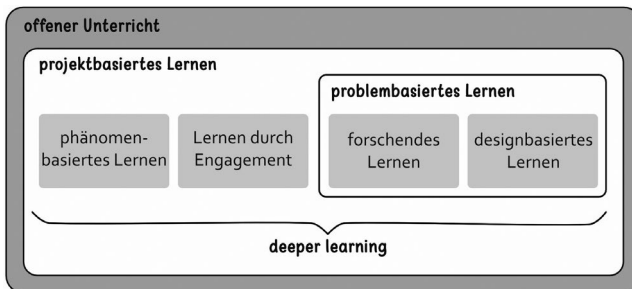 offener Unterricht
projektbasiertes Lernen
problembasiertes Lernen
phänomen-
basiertes Lernen
Lernen durch
Engagement
forschendes
Lernen
designbasiertes
Lernen
deeper learning